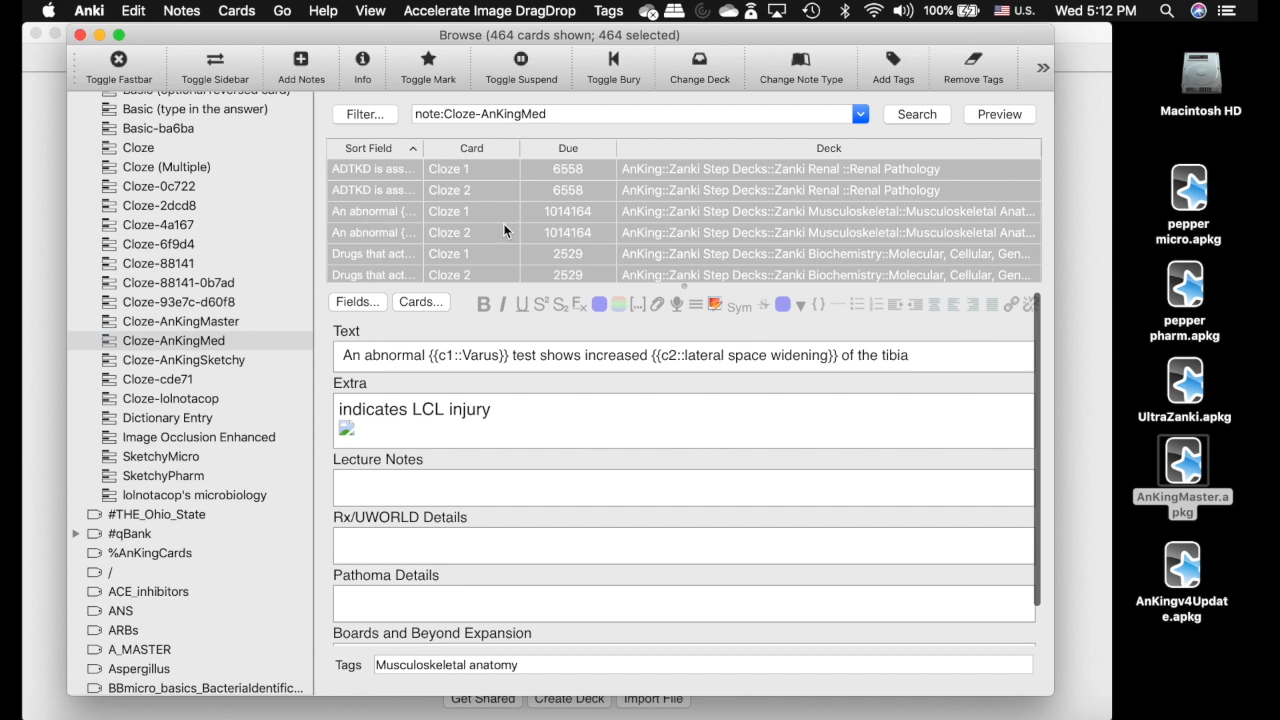 Anki Edit Notes Cards Go Help View Accelerate Image DragDrop Tags 100% U.S. Wed 5:12 PM
Browse (464 cards shown; 464 selected)
Toggle Fastbar Toggle Sidebar Add Notes Info Toggle Mark Toggle Suspend Toggle Bury Change Deck Change Note Type Add Tags Remove Tags »
Basic (optional reversed card)
Basic (type in the answer)
Basic-ba6ba
Cloze
Cloze (Multiple)
Cloze-0c722
Cloze-2dcd8
Cloze-4a167
Cloze-6f9d4
Cloze-88141
Cloze-88141-0b7ad
Cloze-93e7c-d60f8
Cloze-AnKingMaster
Cloze-AnKingMed
Cloze-AnKingSketchy
Cloze-cde71
Cloze-lolnotacop
Dictionary Entry
Image Occlusion Enhanced
SketchyMicro
SketchyPharm
lolnotacop's microbiology
#THE_Ohio_State
#qBank
%AnKingCards
/
ACE_inhibitors
ANS
ARBs
A_MASTER
Aspergillus
BBmicro_basics_BacteriaIdentific...
Filter... note:Cloze-AnKingMed Search Preview
Sort Field Card Due Deck
ADTKD is ass... Cloze 1 6558 AnKing::Zanki Step Decks::Zanki Renal ::Renal Pathology
ADTKD is ass... Cloze 2 6558 AnKing::Zanki Step Decks::Zanki Renal ::Renal Pathology
An abnormal {... Cloze 1 1014164 AnKing::Zanki Step Decks::Zanki Musculoskeletal::Musculoskeletal Anat...
An abnormal {... Cloze 2 1014164 AnKing::Zanki Step Decks::Zanki Musculoskeletal::Musculoskeletal Anat...
Drugs that act... Cloze 1 2529 AnKing::Zanki Step Decks::Zanki Biochemistry::Molecular, Cellular, Gen...
Drugs that act... Cloze 2 2529 AnKing::Zanki Step Decks::Zanki Biochemistry::Molecular, Cellular, Gen...
Fields... Cards... B I U S² S₂ Ex [...] Sym {}
Text
An abnormal {{c1::Varus}} test shows increased {{c2::lateral space widening}} of the tibia
Extra
indicates LCL injury
Lecture Notes
Rx/UWORLD Details
Pathoma Details
Boards and Beyond Expansion
Tags Musculoskeletal anatomy
Get Shared Create Deck Import File
Macintosh HD
pepper
micro.apkg
pepper
pharm.apkg
UltraZanki.apkg
AnKingMaster.a
pkg
AnKingv4Updat
e.apkg